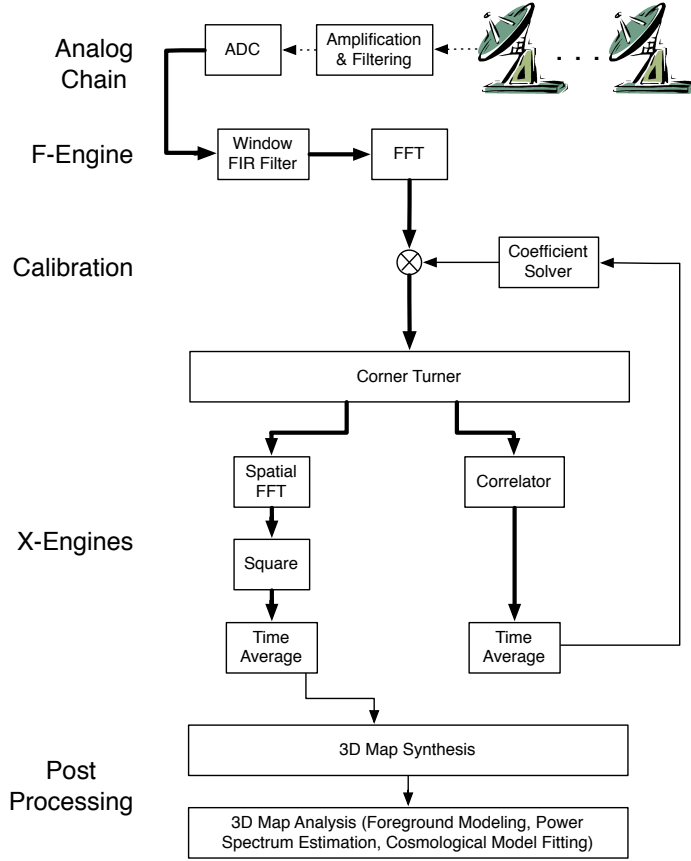 Analog
Chain
ADC
Amplification
& Filtering
. . .
F-Engine
Window
FIR Filter
FFT
Calibration
Coefficient
Solver
Corner Turner
X-Engines
Spatial
FFT
Correlator
Square
Time
Average
Time
Average
Post
Processing
3D Map Synthesis
3D Map Analysis (Foreground Modeling, Power
Spectrum Estimation, Cosmological Model Fitting)